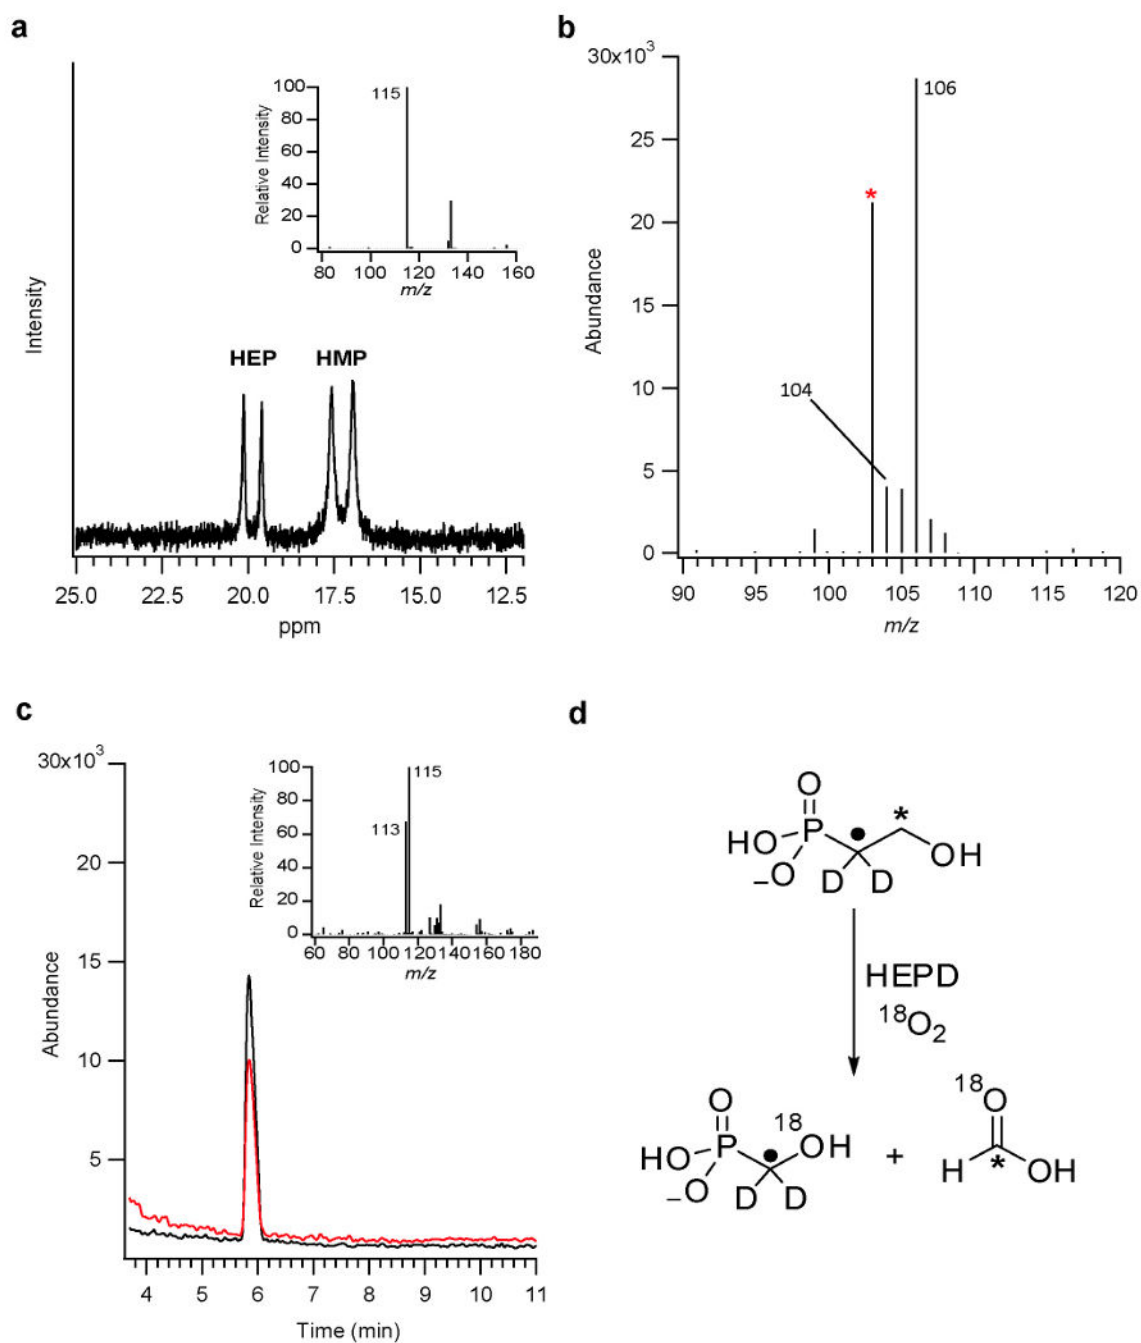 a
Intensity
100
80
60
40
20
0
Relative Intensity
115
80 100 120 140 160
m/z
HEP HMP
25.0 22.5 20.0 17.5 15.0 12.5
ppm
b
30x10³
25
20
15
10
5
0
Abundance
106
*
104
90 95 100 105 110 115 120
m/z
c
30x10³
20
15
10
5
Abundance
100
80
60
40
20
0
Relative Intensity
115
113
60 80 100 120 140 160 180
m/z
4 5 6 7 8 9 10 11
Time (min)
d
O
HO P * OH
–O D D
HEPD
¹⁸O₂
O ¹⁸OH ¹⁸O
HO P + H * OH
–O D D